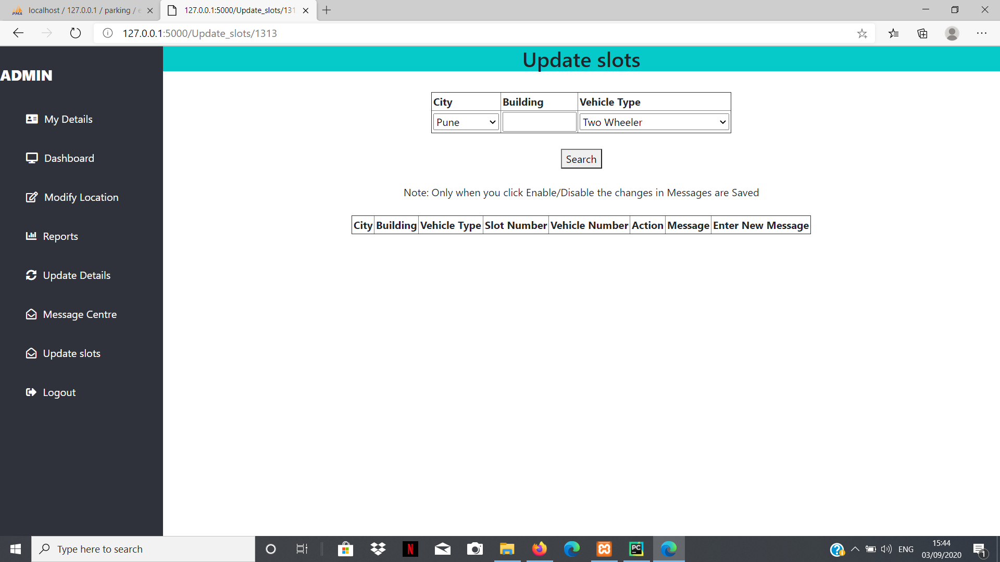 PMA localhost / 127.0.0.1 / parking / e
127.0.0.1:5000/Update_slots/131
127.0.0.1:5000/Update_slots/1313
ADMIN
My Details
Dashboard
Modify Location
Reports
Update Details
Message Centre
Update slots
Logout
Update slots
City Building Vehicle Type
Pune Two Wheeler
Search
Note: Only when you click Enable/Disable the changes in Messages are Saved
City Building Vehicle Type Slot Number Vehicle Number Action Message Enter New Message
Type here to search
N
PC
ENG
15:44
03/09/2020
1